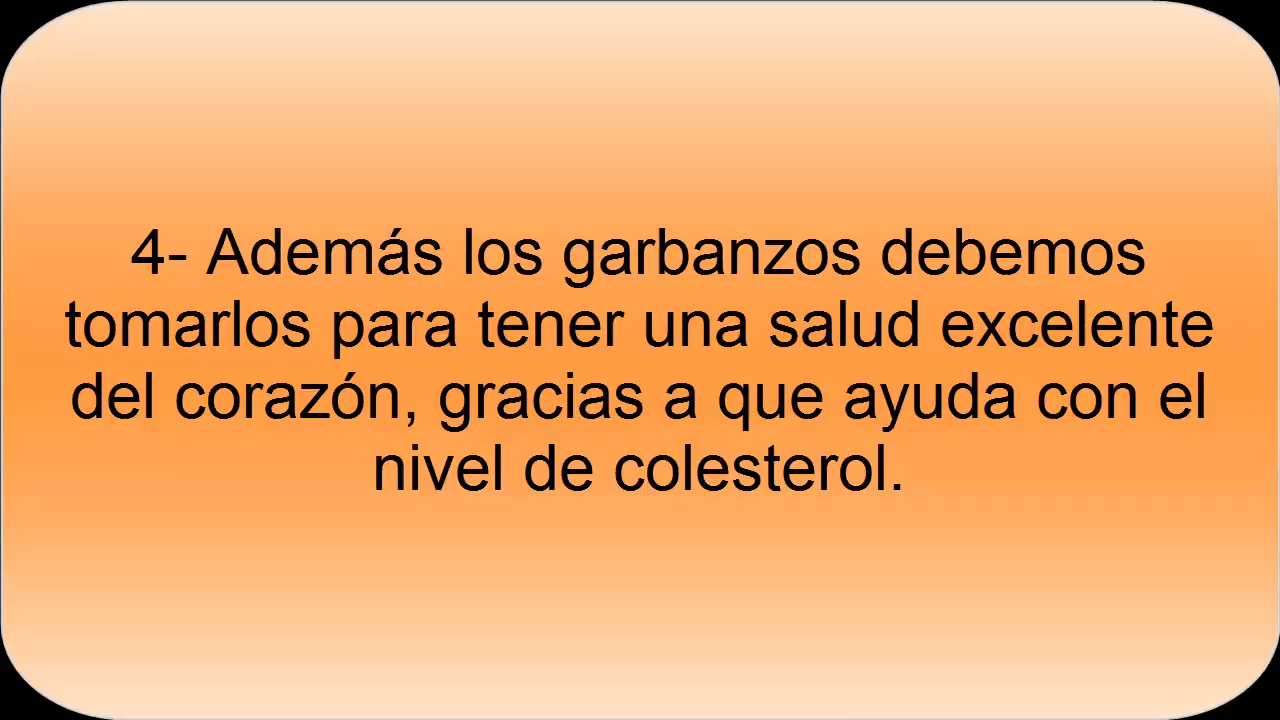 4- Además los garbanzos debemos
tomarlos para tener una salud excelente
del corazón, gracias a que ayuda con el
nivel de colesterol.